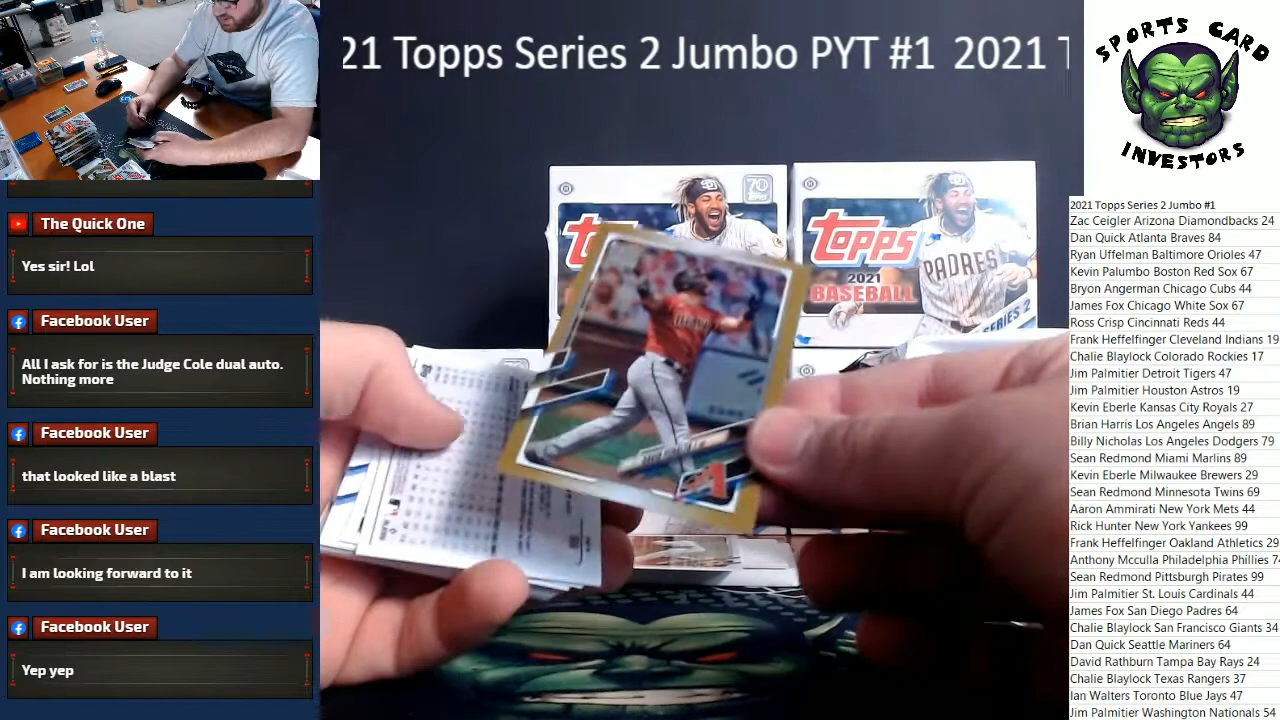 21 Topps Series 2 Jumbo PYT #1 2021 T
SPORTS CARD
INVESTORS
The Quick One
Yes sir! Lol
Facebook User
All I ask for is the Judge Cole dual auto.
Nothing more
Facebook User
that looked like a blast
Facebook User
I am looking forward to it
Facebook User
Yep yep
70
topps
topps
2021
BASEBALL
PADRES
SERIES 2
2021 Topps Series 2 Jumbo #1
Zac Ceigler Arizona Diamondbacks 24
Dan Quick Atlanta Braves 84
Ryan Uffelman Baltimore Orioles 47
Kevin Palumbo Boston Red Sox 67
Bryon Angerman Chicago Cubs 44
James Fox Chicago White Sox 67
Ross Crisp Cincinnati Reds 44
Frank Heffelfinger Cleveland Indians 19
Chalie Blaylock Colorado Rockies 17
Jim Palmitier Detroit Tigers 47
Jim Palmitier Houston Astros 19
Kevin Eberle Kansas City Royals 27
Brian Harris Los Angeles Angels 89
Billy Nicholas Los Angeles Dodgers 79
Sean Redmond Miami Marlins 89
Kevin Eberle Milwaukee Brewers 29
Sean Redmond Minnesota Twins 69
Aaron Ammirati New York Mets 44
Rick Hunter New York Yankees 99
Frank Heffelfinger Oakland Athletics 29
Anthony Mcculla Philadelphia Phillies 74
Sean Redmond Pittsburgh Pirates 99
Jim Palmitier St. Louis Cardinals 44
James Fox San Diego Padres 64
Chalie Blaylock San Francisco Giants 34
Dan Quick Seattle Mariners 64
David Rathburn Tampa Bay Rays 24
Chalie Blaylock Texas Rangers 37
Ian Walters Toronto Blue Jays 47
Jim Palmitier Washington Nationals 54